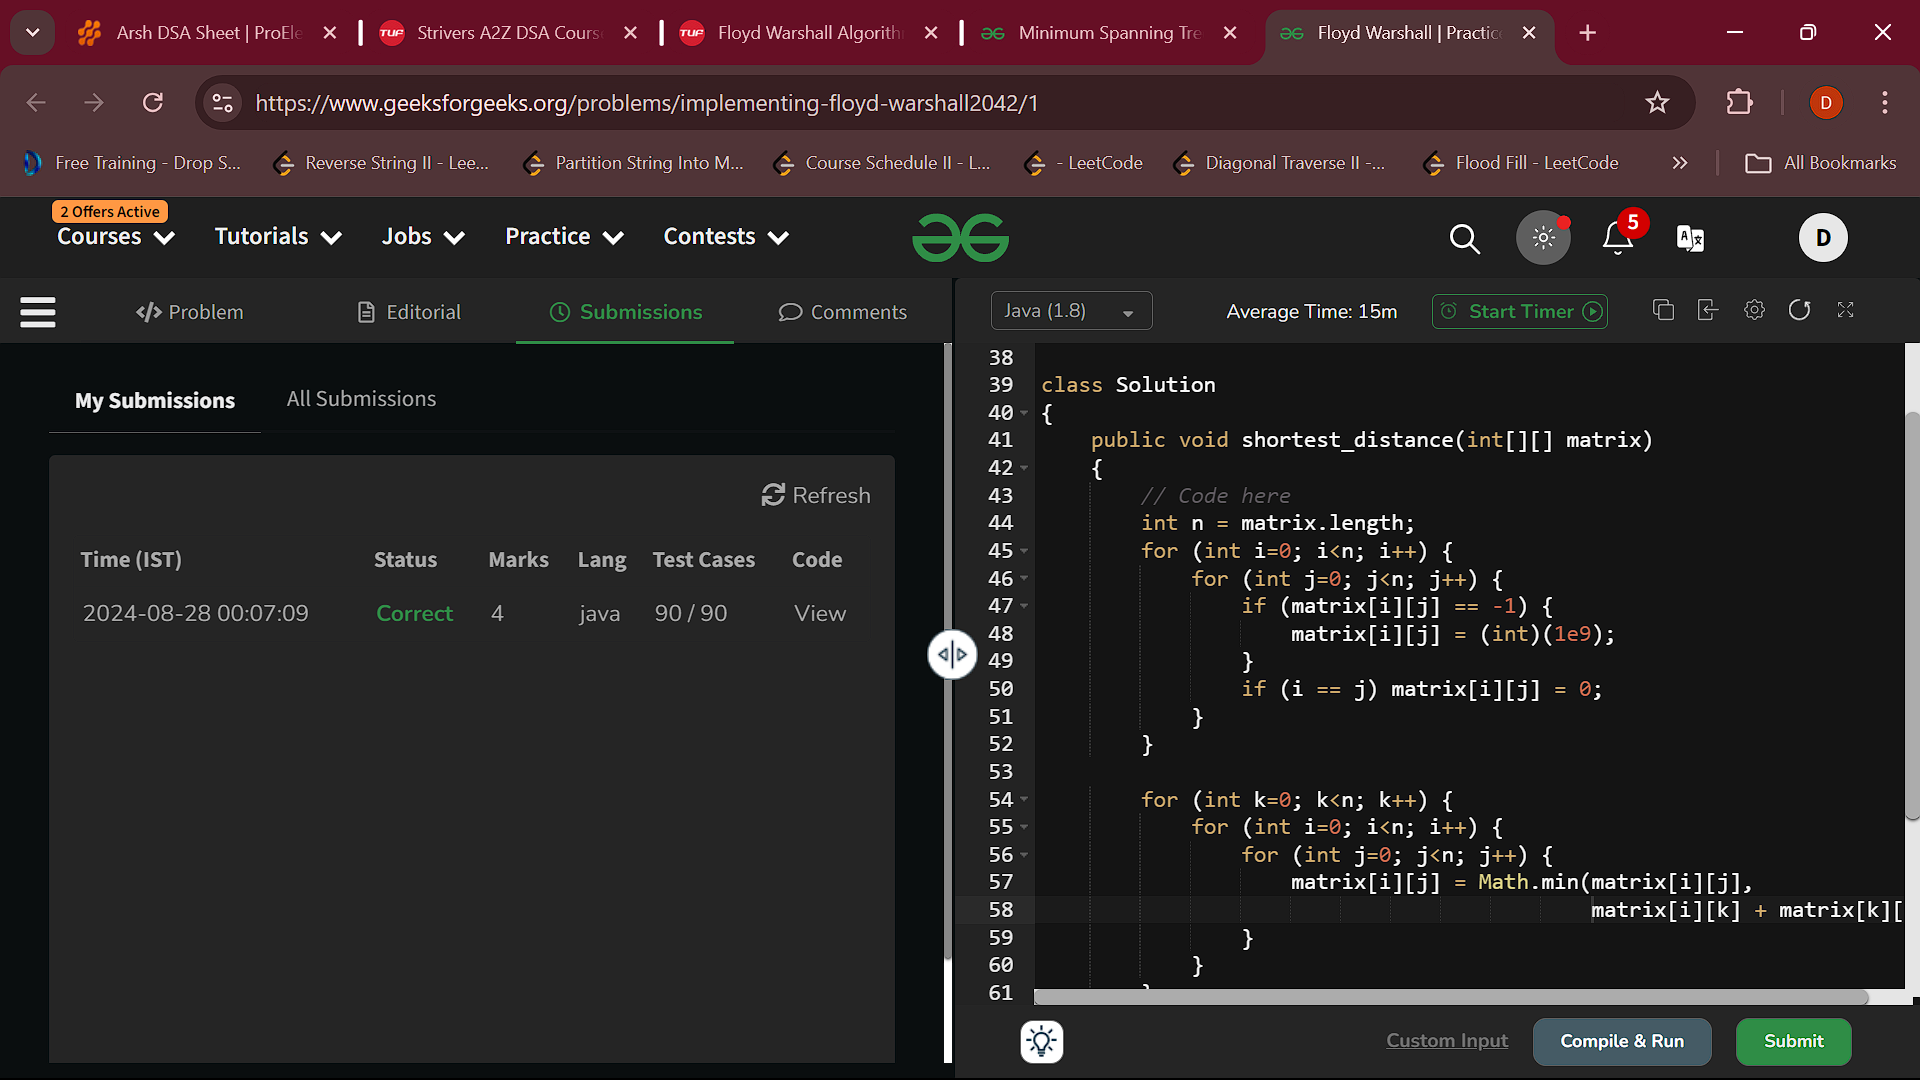 Arsh DSA Sheet | ProEle
Strivers A2Z DSA Course
Floyd Warshall Algorith
Minimum Spanning Tre
Floyd Warshall | Practic
https://www.geeksforgeeks.org/problems/implementing-floyd-warshall2042/1
D
Free Training - Drop S...
Reverse String II - Lee...
Partition String Into M...
Course Schedule II - L...
- LeetCode
Diagonal Traverse II -...
Flood Fill - LeetCode
All Bookmarks
2 Offers Active
Courses
Tutorials
Jobs
Practice
Contests
5
D
Problem
Editorial
Submissions
Comments
Java (1.8)
Average Time: 15m
Start Timer
My Submissions
All Submissions
Refresh
Time (IST) Status Marks Lang Test Cases Code
2024-08-28 00:07:09 Correct 4 java 90 / 90 View
38
39 class Solution
40 {
41 public void shortest_distance(int[][] matrix)
42 {
43 // Code here
44 int n = matrix.length;
45 for (int i=0; i<n; i++) {
46 for (int j=0; j<n; j++) {
47 if (matrix[i][j] == -1) {
48 matrix[i][j] = (int)(1e9);
49 }
50 if (i == j) matrix[i][j] = 0;
51 }
52 }
53
54 for (int k=0; k<n; k++) {
55 for (int i=0; i<n; i++) {
56 for (int j=0; j<n; j++) {
57 matrix[i][j] = Math.min(matrix[i][j],
58 matrix[i][k] + matrix[k][
59 }
60 }
61
Custom Input
Compile & Run
Submit